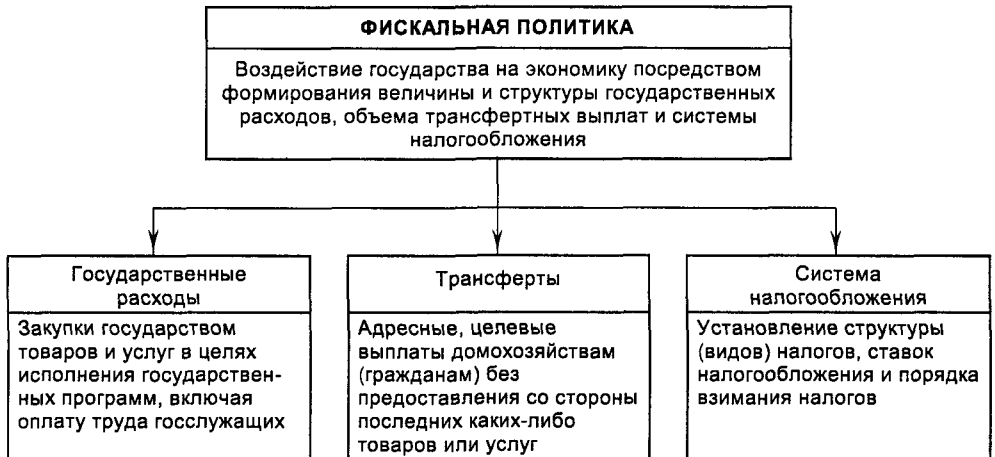 ФИСКАЛЬНАЯ ПОЛИТИКА
Воздействие государства на экономику посредством
формирования величины и структуры государственных
расходов, объема трансфертных выплат и системы
налогообложения
Государственные
расходы
Закупки государством
товаров и услуг в целях
исполнения государствен-
ных программ, включая
оплату труда госслужащих
Трансферты
Адресные, целевые
выплаты домохозяйствам
(гражданам) без
предоставления со стороны
последних каких-либо
товаров или услуг
Система
налогообложения
Установление структуры
(видов) налогов, ставок
налогообложения и порядка
взимания налогов